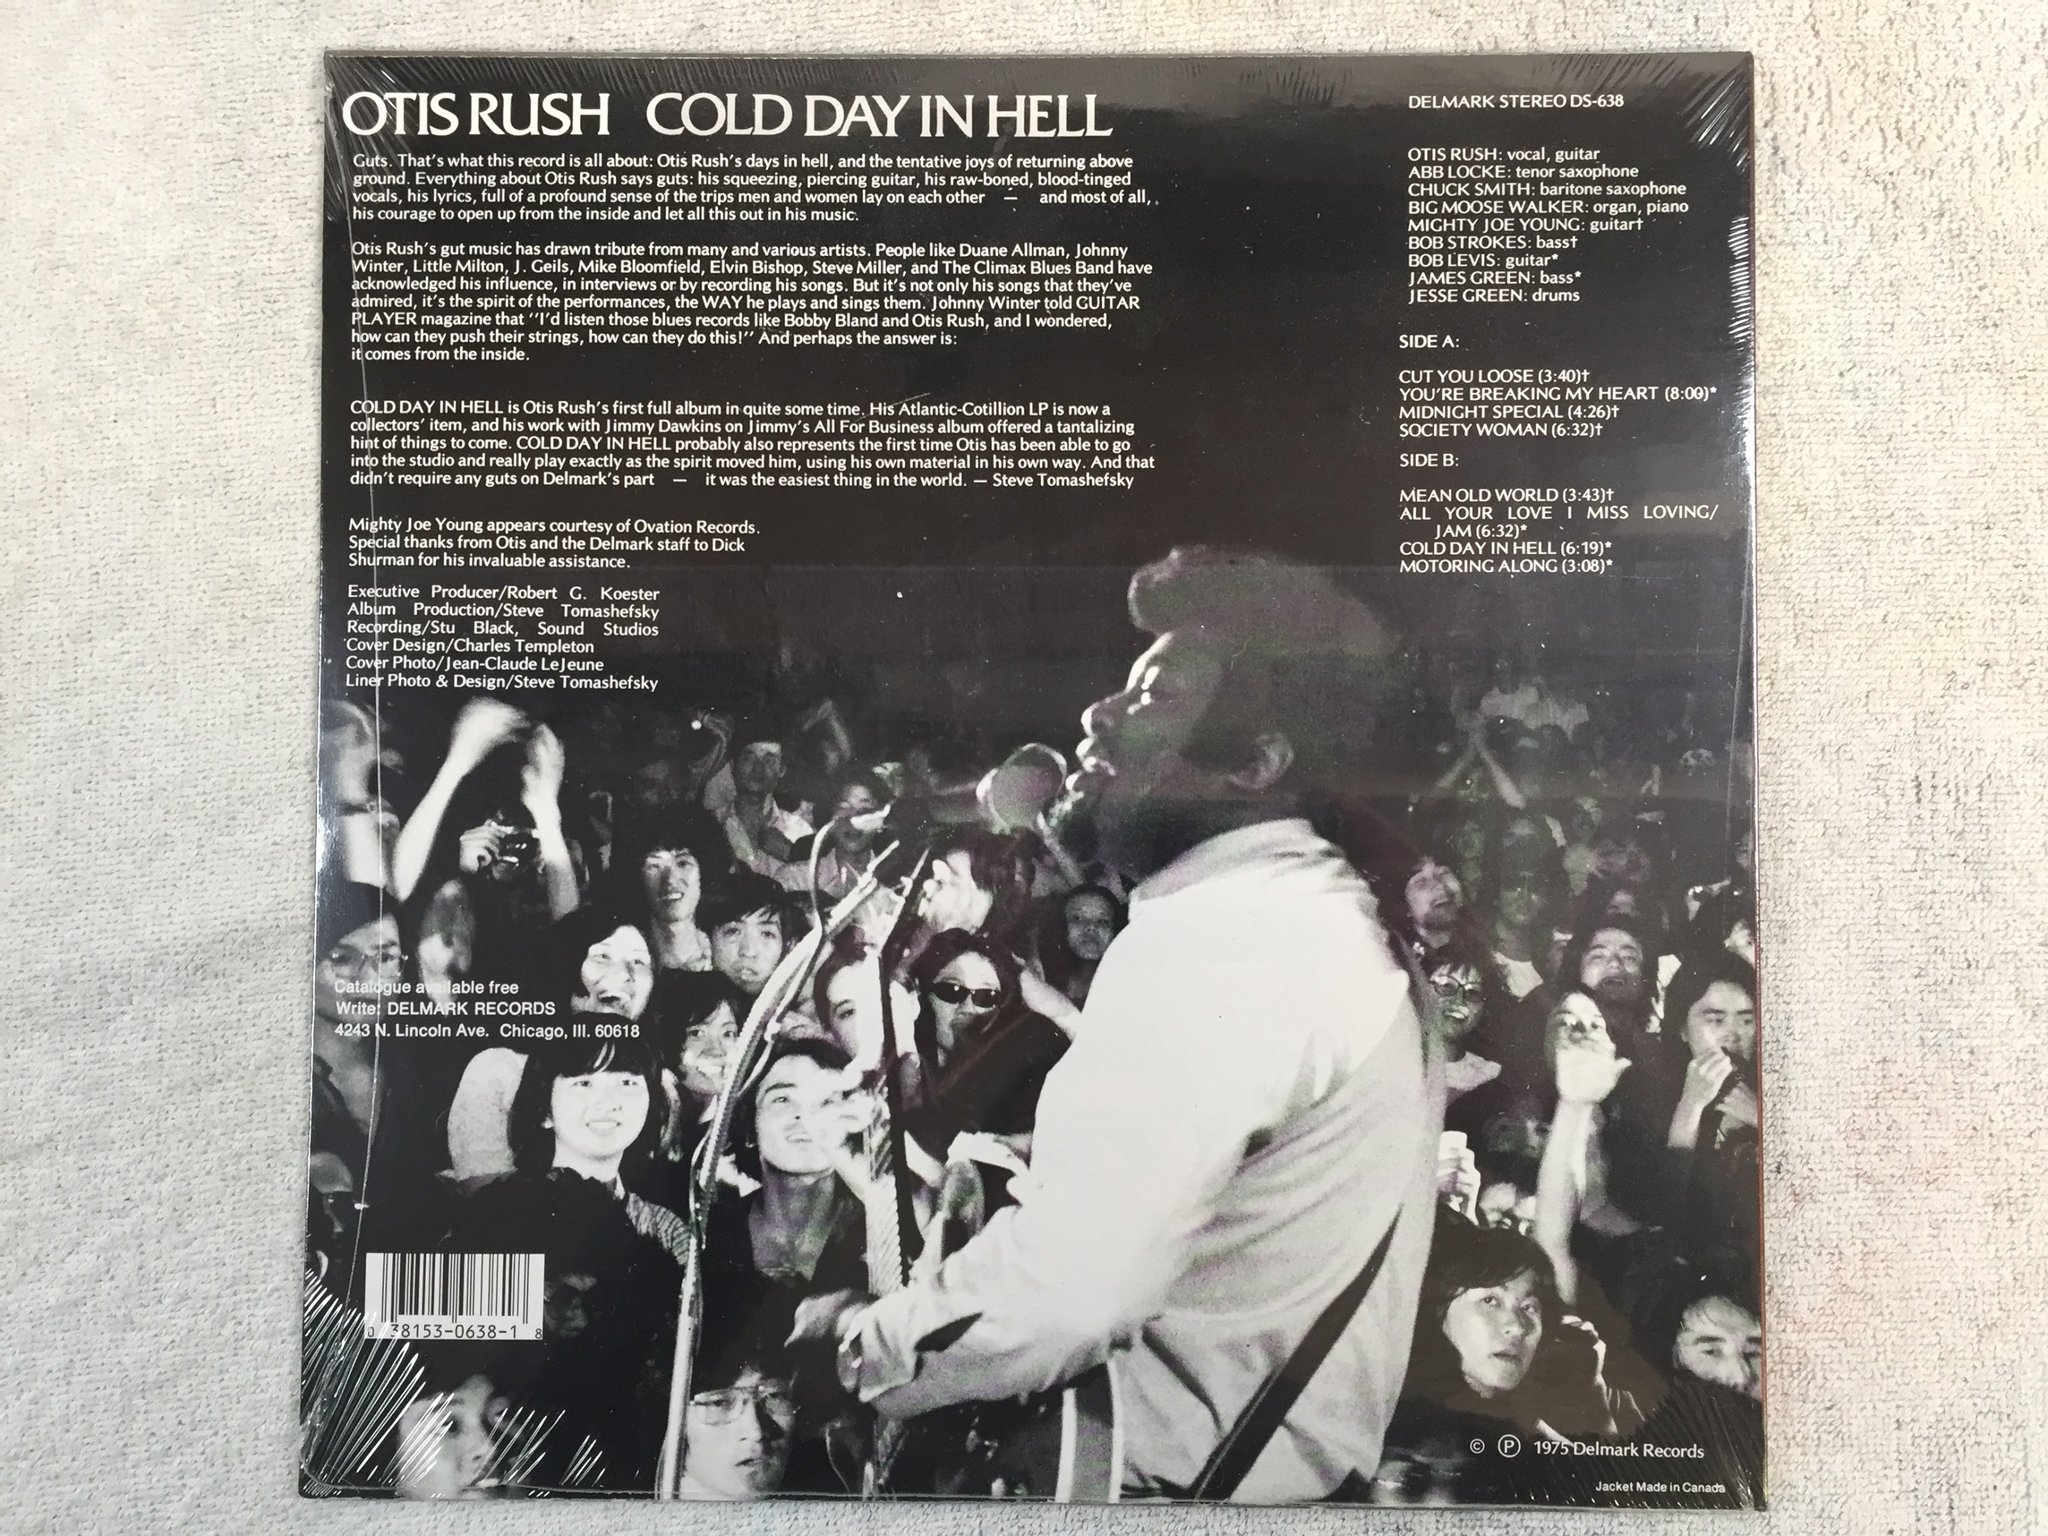 OTIS RUSH COLD DAY IN HELL
Guts. That's what this record is all about: Otis Rush's days in hell, and the tentative joys of returning above
ground. Everything about Otis Rush says guts: his squeezing, piercing guitar, his raw-boned, blood-tinged
vocals, his lyrics, full of a profound sense of the trips men and women lay on each other — and most of all,
his courage to open up from the inside and let all this out in his music.
Otis Rush's gut music has drawn tribute from many and various artists. People like Duane Allman, Johnny
Winter, Little Milton, J. Geils, Mike Bloomfield, Elvin Bishop, Steve Miller, and The Climax Blues Band have
acknowledged his influence, in interviews or by recording his songs. But it's not only his songs that they've
admired, it's the spirit of the performances, the WAY he plays and sings them. Johnny Winter told GUITAR
PLAYER magazine that "I'd listen those blues records like Bobby Bland and Otis Rush, and I wondered,
how can they push their strings, how can they do this!" And perhaps the answer is:
it comes from the inside.
COLD DAY IN HELL is Otis Rush's first full album in quite some time. His Atlantic-Cotillion LP is now a
collectors' item, and his work with Jimmy Dawkins on Jimmy's All For Business album offered a tantalizing
hint of things to come. COLD DAY IN HELL probably also represents the first time Otis has been able to go
into the studio and really play exactly as the spirit moved him, using his own material in his own way. And that
didn't require any guts on Delmark's part — it was the easiest thing in the world. — Steve Tomashefsky
Mighty Joe Young appears courtesy of Ovation Records.
Special thanks from Otis and the Delmark staff to Dick
Shurman for his invaluable assistance.
Executive Producer/Robert G. Koester
Album Production/Steve Tomashefsky
Recording/Stu Black, Sound Studios
Cover Design/Charles Templeton
Cover Photo/Jean-Claude LeJeune
Liner Photo & Design/Steve Tomashefsky
DELMARK STEREO DS-638
OTIS RUSH: vocal, guitar
ABB LOCKE: tenor saxophone
CHUCK SMITH: baritone saxophone
BIG MOOSE WALKER: organ, piano
MIGHTY JOE YOUNG: guitar†
BOB STROKES: bass†
BOB LEVIS: guitar*
JAMES GREEN: bass*
JESSE GREEN: drums
SIDE A:
CUT YOU LOOSE (3:40)†
YOU'RE BREAKING MY HEART (8:00)*
MIDNIGHT SPECIAL (4:26)†
SOCIETY WOMAN (6:32)†
SIDE B:
MEAN OLD WORLD (3:43)†
ALL YOUR LOVE I MISS LOVING/
JAM (6:32)*
COLD DAY IN HELL (6:19)*
MOTORING ALONG (3:08)*
Catalogue available free
Write: DELMARK RECORDS
4243 N. Lincoln Ave. Chicago, Ill. 60618
0 38153-0638-1 8
© ℗ 1975 Delmark Records
Jacket Made in Canada